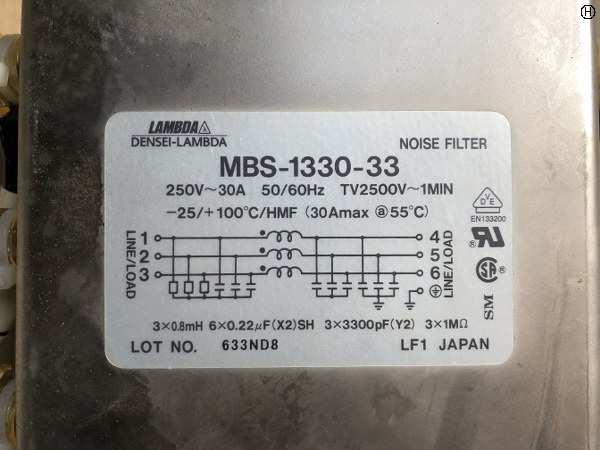 H
LAMBDA
DENSEI-LAMBDA
NOISE FILTER
MBS-1330-33
250V~30A 50/60Hz TV2500V~1MIN
-25/+100°C/HMF (30Amax @55°C)
VDE
EN133200
LINE/LOAD
1
2
3
4
5
6
LINE/LOAD
SM
3×0.8mH 6×0.22μF(X2)SH 3×3300pF(Y2) 3×1MΩ
LOT NO. 633ND8 LF1 JAPAN